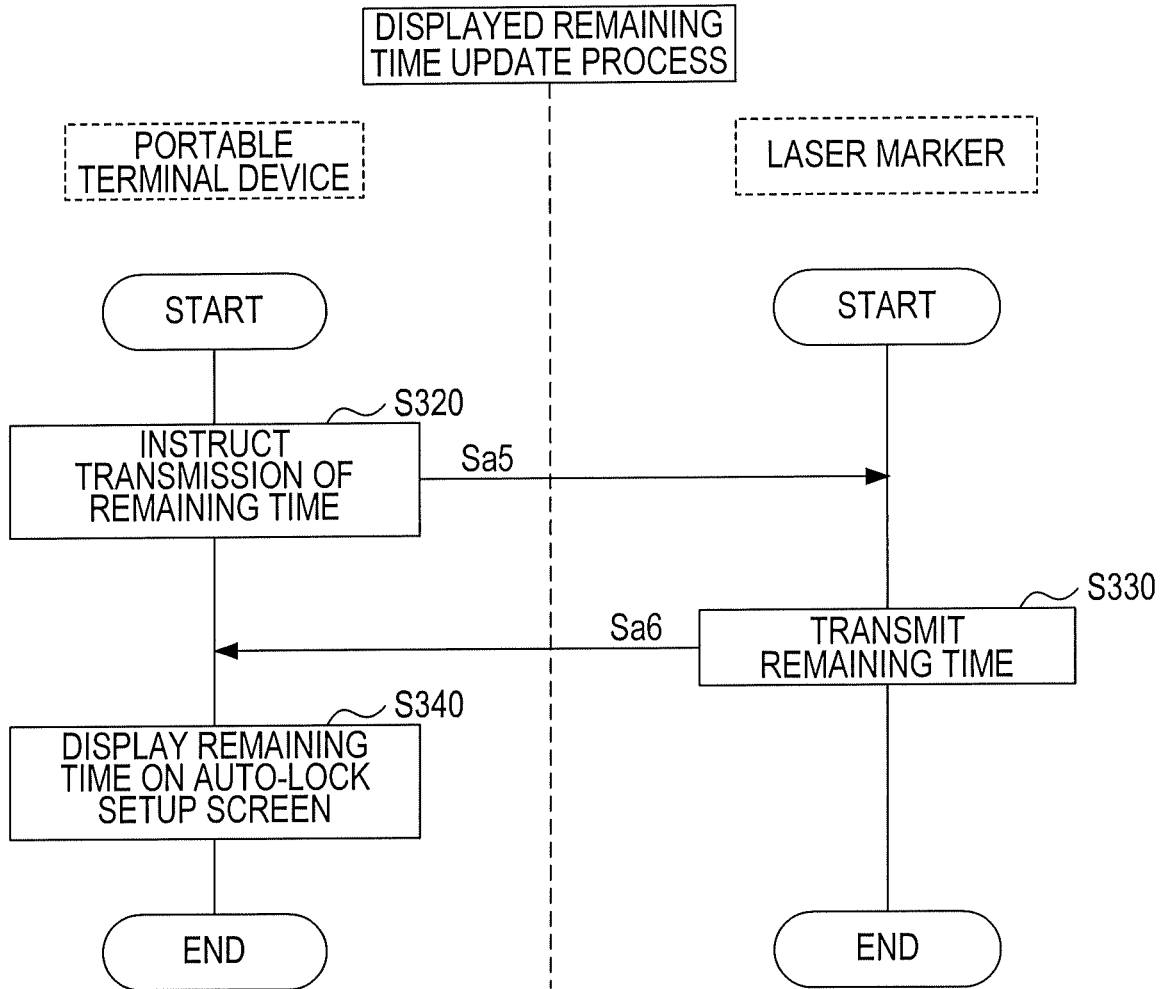 DISPLAYED REMAINING
TIME UPDATE PROCESS
PORTABLE
TERMINAL DEVICE
LASER MARKER
START
START
S320
INSTRUCT
TRANSMISSION OF
REMAINING TIME
Sa5
S330
TRANSMIT
REMAINING TIME
Sa6
S340
DISPLAY REMAINING
TIME ON AUTO-LOCK
SETUP SCREEN
END
END